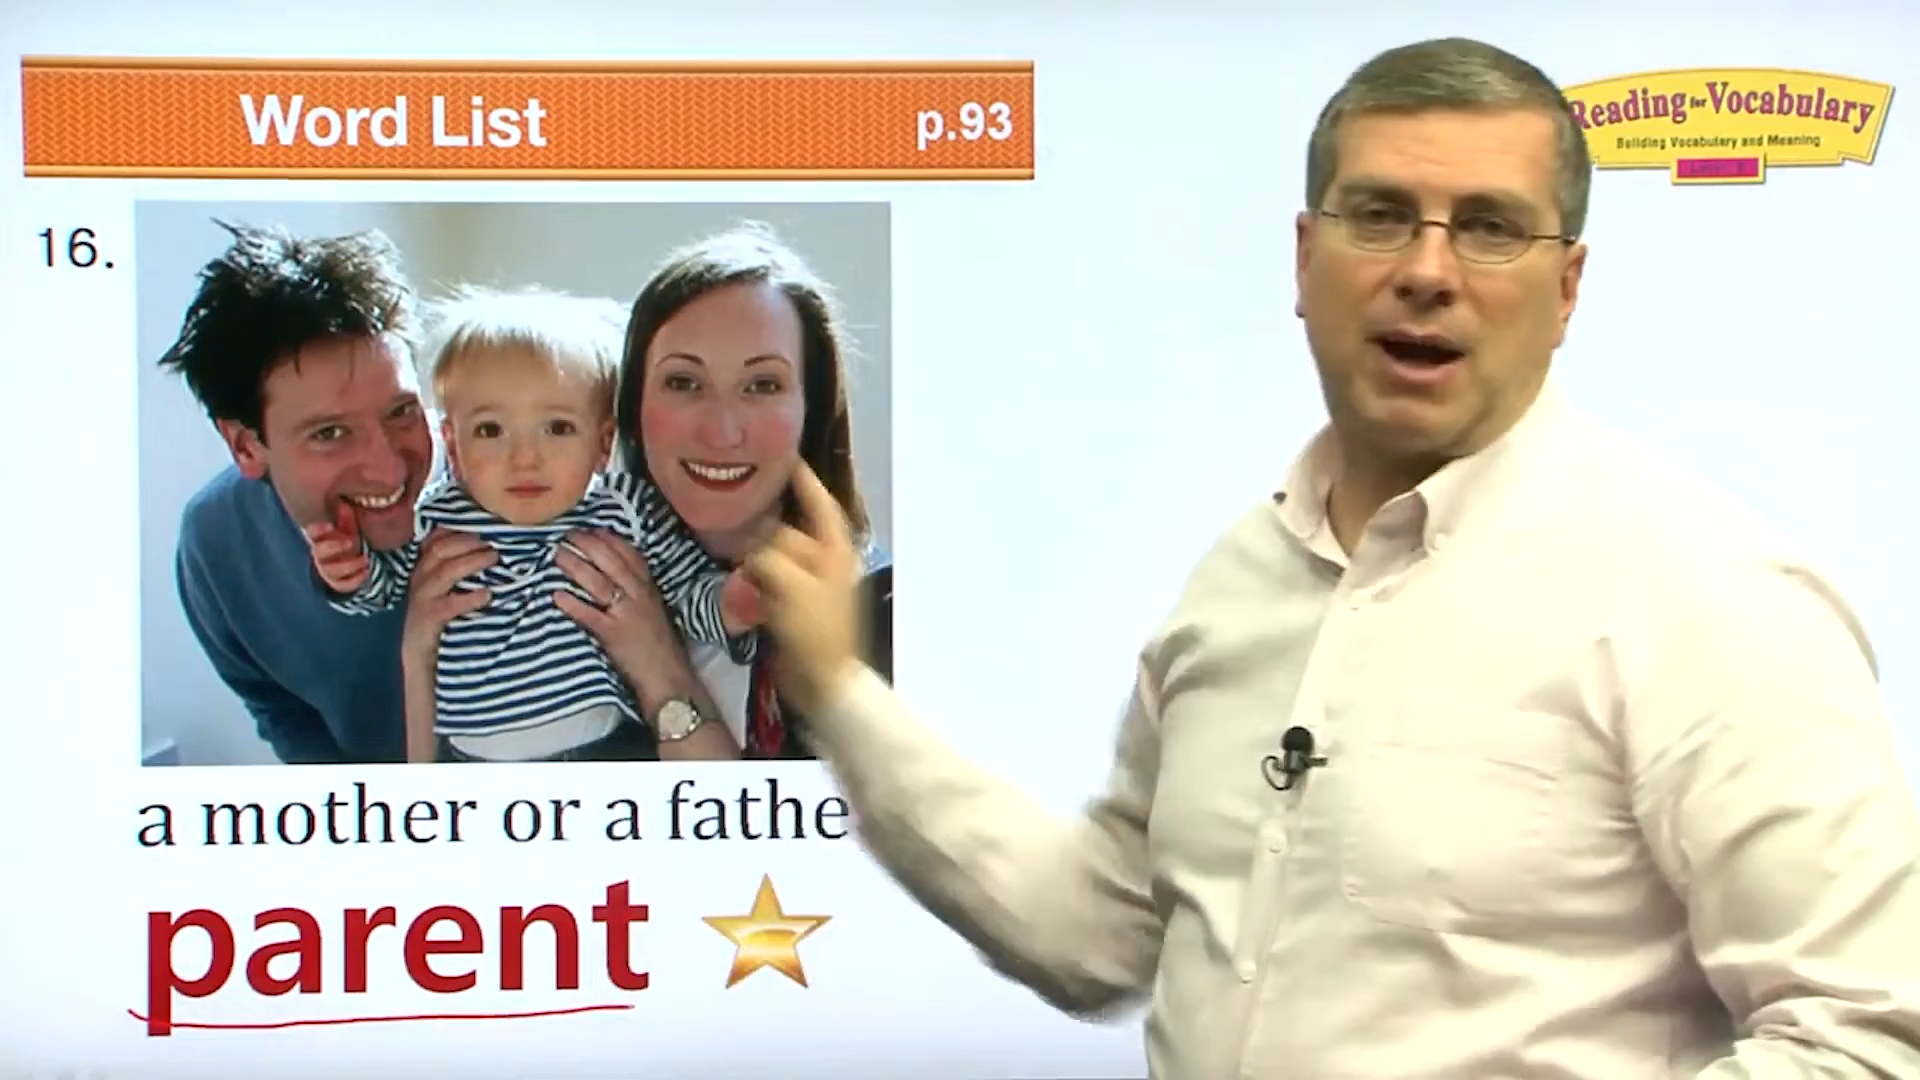 Word List p.93
Reading for Vocabulary
Building Vocabulary and Meaning
16.
a mother or a fathe
parent